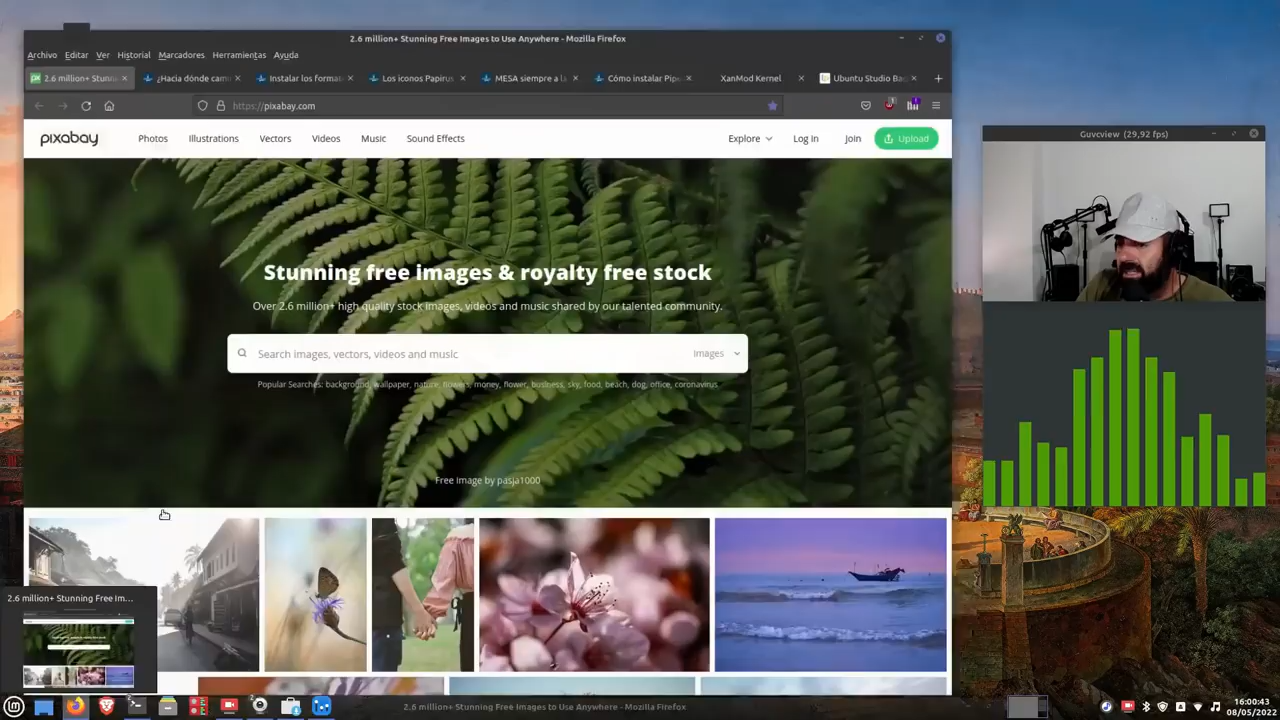 2.6 million+ Stunning Free Images to Use Anywhere - Mozilla Firefox
Archivo Editar Ver Historial Marcadores Herramientas Ayuda
2.6 million+ Stunn
¿Hacia dónde cam
Instalar los format
Los iconos Papirus
MESA siempre a la
Cómo instalar Pipe
XanMod Kernel
Ubuntu Studio Bac
https://pixabay.com
Guvcview (29,92 fps)
pixabay Photos Illustrations Vectors Videos Music Sound Effects Explore Log In Join Upload
Stunning free images & royalty free stock
Over 2.6 million+ high quality stock images, videos and music shared by our talented community.
Search images, vectors, videos and music Images
Popular Searches: background, wallpaper, nature, flowers, money, flower, business, sky, food, beach, dog, office, coronavirus
Free image by pasja1000
2.6 million+ Stunning Free Im...
2.6 million+ Stunning Free Images to Use Anywhere - Mozilla Firefox
16:00:43
08/05/2022